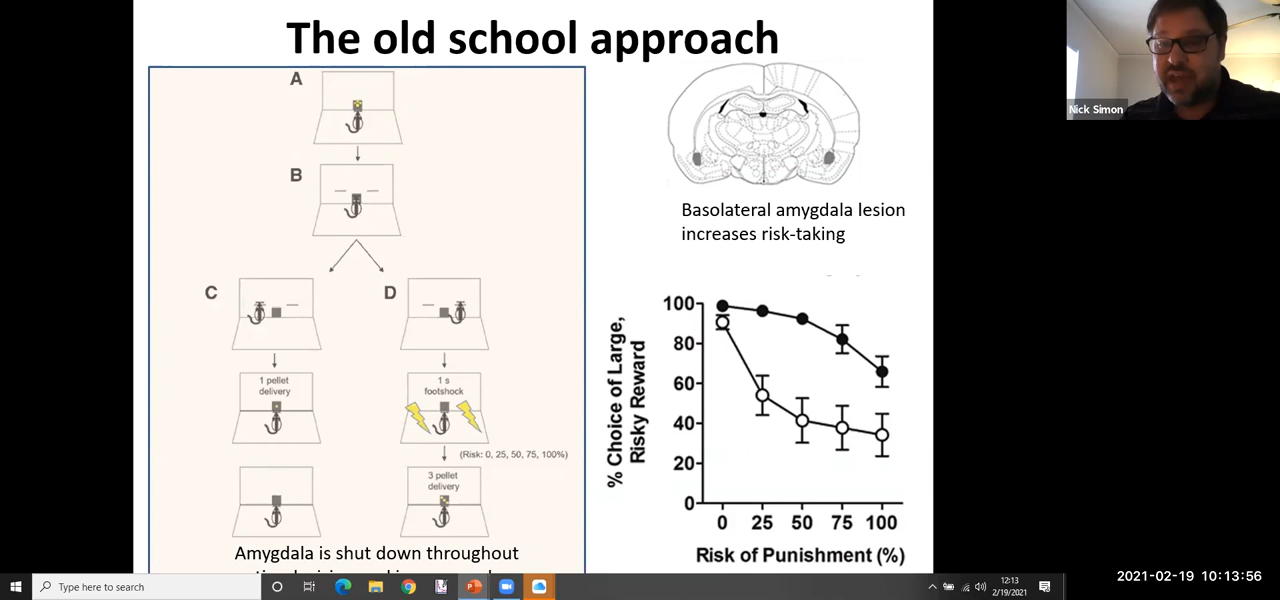 The old school approach
A
B
C
D
1 pellet
delivery
1 s
footshock
(Risk: 0, 25, 50, 75, 100%)
3 pellet
delivery
Amygdala is shut down throughout
Basolateral amygdala lesion
increases risk-taking
% Choice of Large,
Risky Reward
100
80
60
40
20
0
0 25 50 75 100
Risk of Punishment (%)
Nick Simon
Type here to search
12:13
2/19/2021
2021-02-19 10:13:56